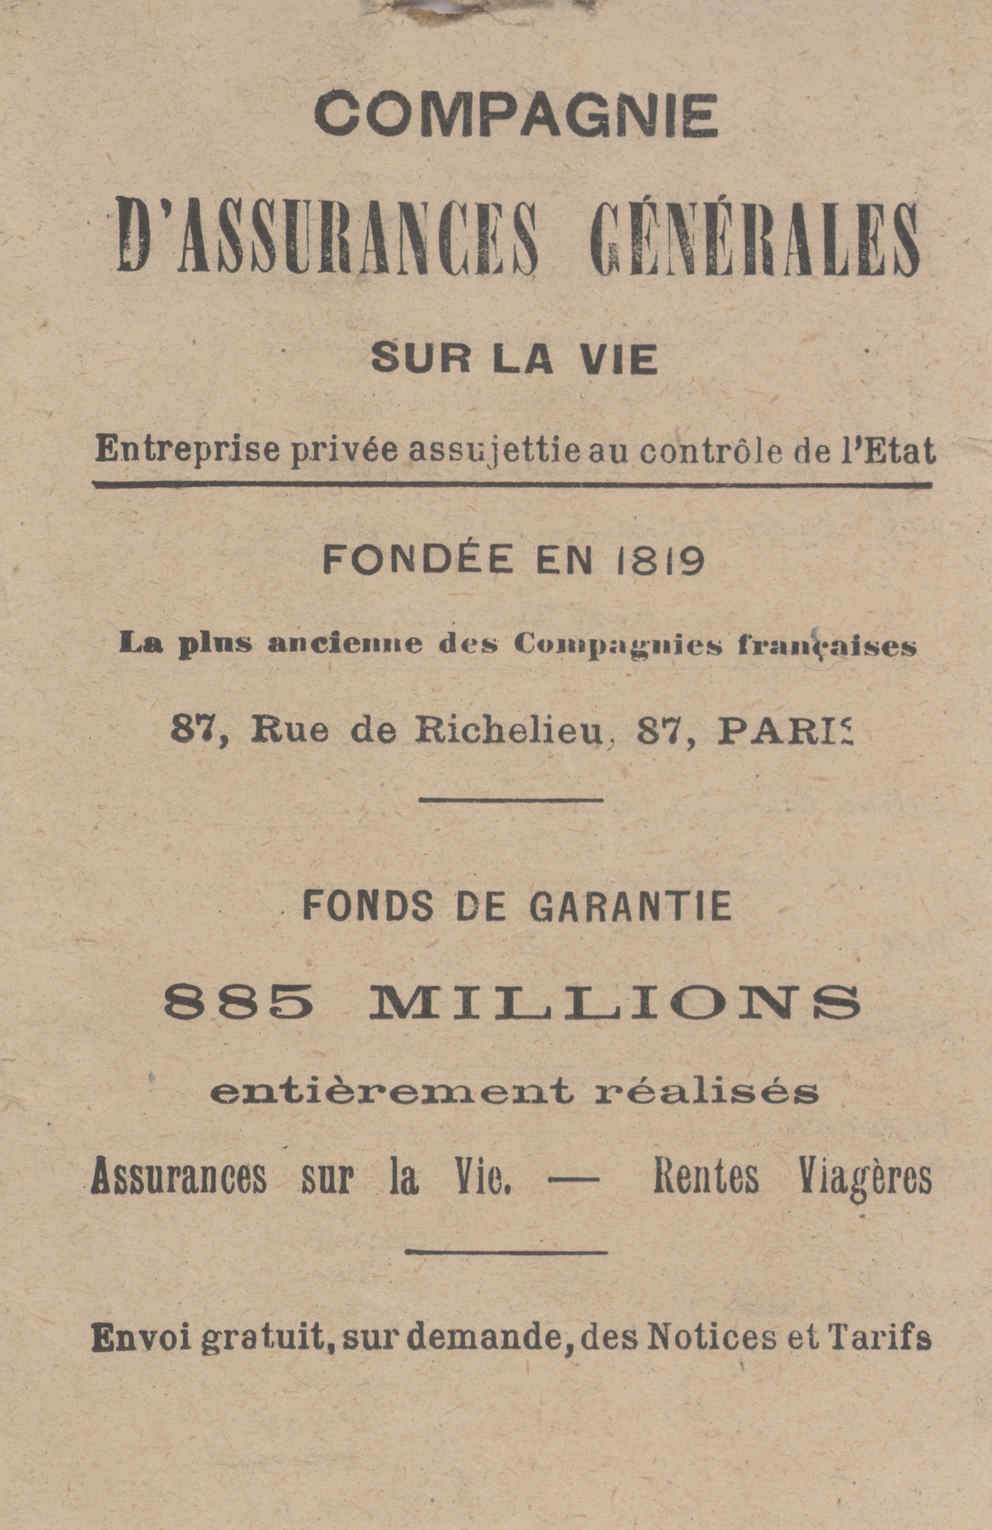 COMPAGNIE
D'ASSURANCES GÉNÉRALES
SUR LA VIE
Entreprise privée assujettie au contrôle de l'Etat
FONDÉE EN 1819
La plus ancienne des Compagnies françaises
87, Rue de Richelieu, 87, PARIS
FONDS DE GARANTIE
885 MILLIONS
entièrement réalisés
Assurances sur la Vie. — Rentes Viagères
Envoi gratuit, sur demande, des Notices et Tarifs